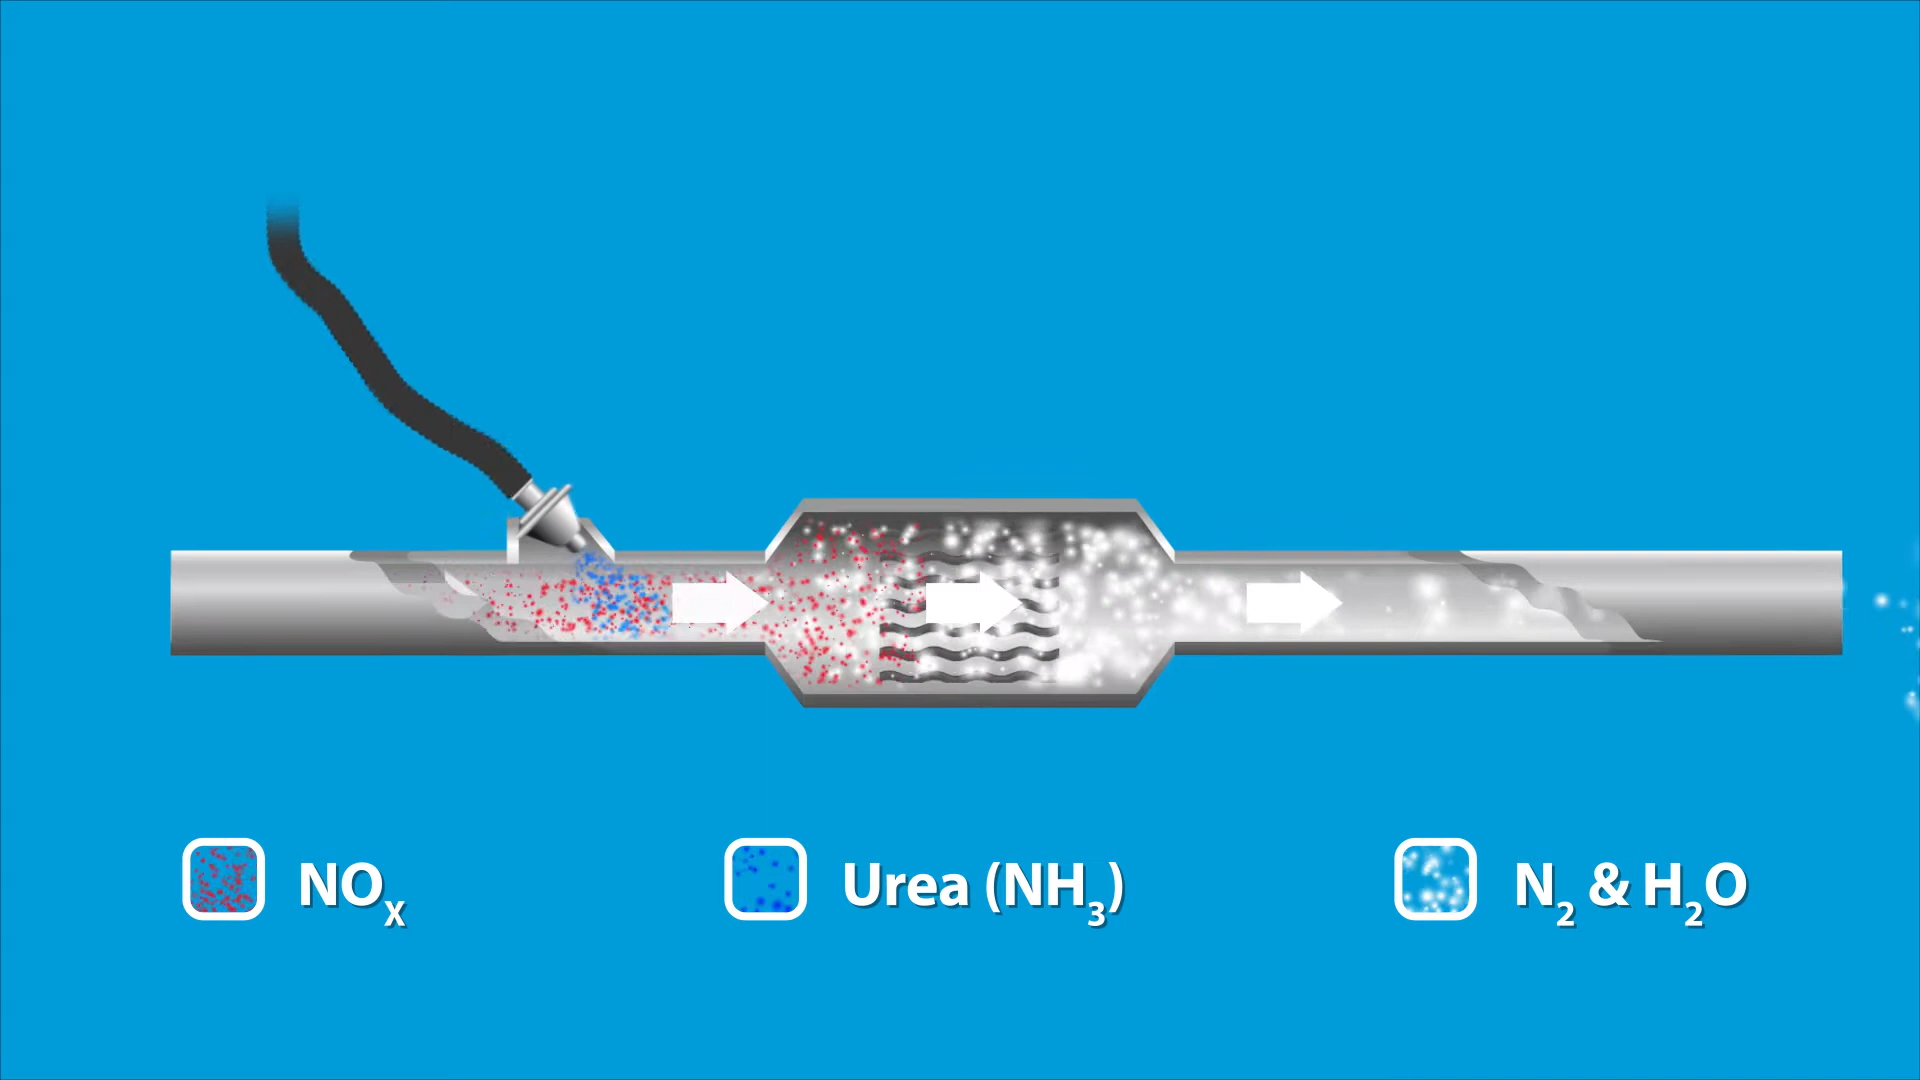 NOₓ
Urea (NH₃)
N₂ & H₂O